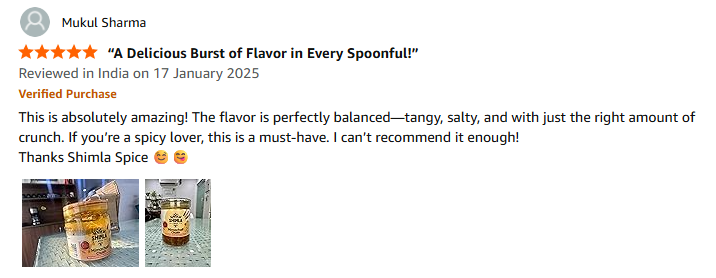 Mukul Sharma
“A Delicious Burst of Flavor in Every Spoonful!”
Reviewed in India on 17 January 2025
Verified Purchase
This is absolutely amazing! The flavor is perfectly balanced—tangy, salty, and with just the right amount of
crunch. If you’re a spicy lover, this is a must-have. I can’t recommend it enough!
Thanks Shimla Spice 😊 😋
SHIMLA
SHIMLA